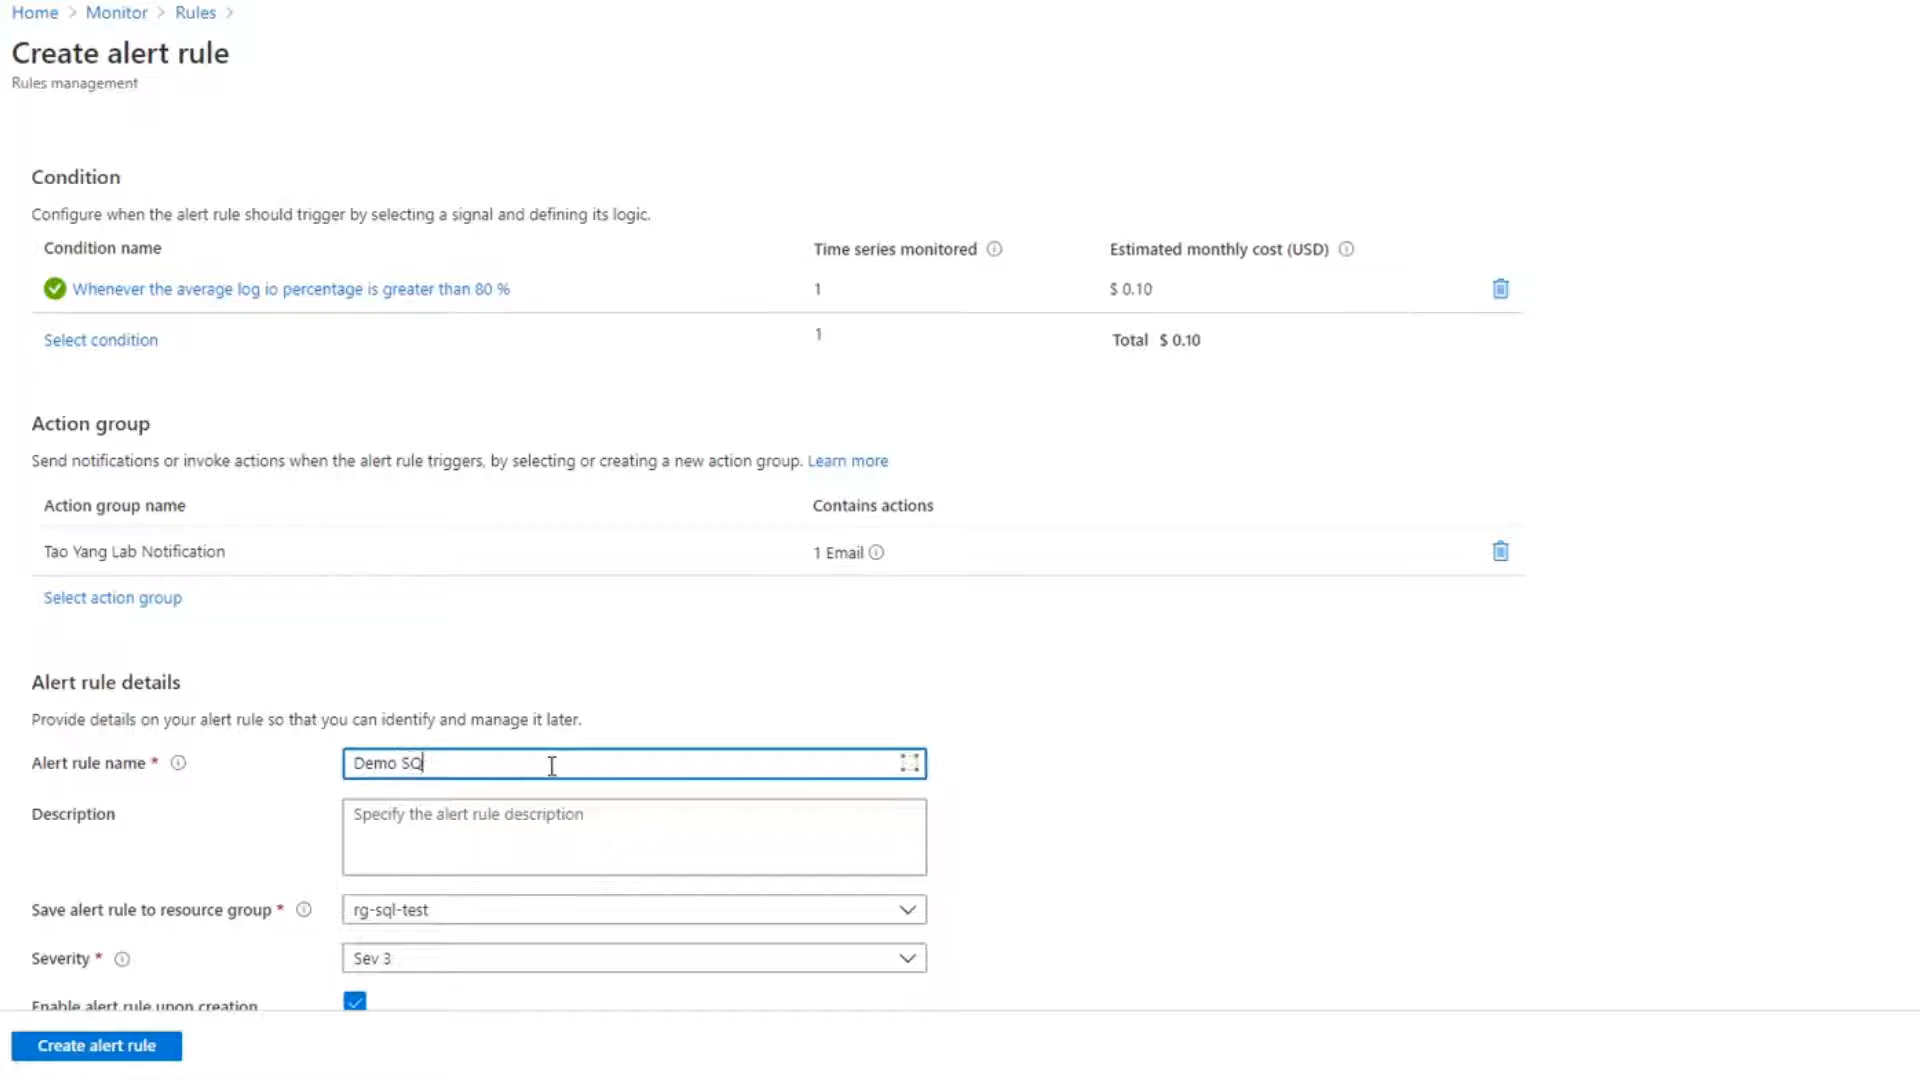 Home > Monitor > Rules >
Create alert rule
Rules management
Condition
Configure when the alert rule should trigger by selecting a signal and defining its logic.
Condition name Time series monitored Estimated monthly cost (USD)
Whenever the average log io percentage is greater than 80 % 1 $ 0.10
Select condition 1 Total $ 0.10
Action group
Send notifications or invoke actions when the alert rule triggers, by selecting or creating a new action group. Learn more
Action group name Contains actions
Tao Yang Lab Notification 1 Email
Select action group
Alert rule details
Provide details on your alert rule so that you can identify and manage it later.
Alert rule name * Demo SQ
Description Specify the alert rule description
Save alert rule to resource group * rg-sql-test
Severity * Sev 3
Enable alert rule upon creation
Create alert rule